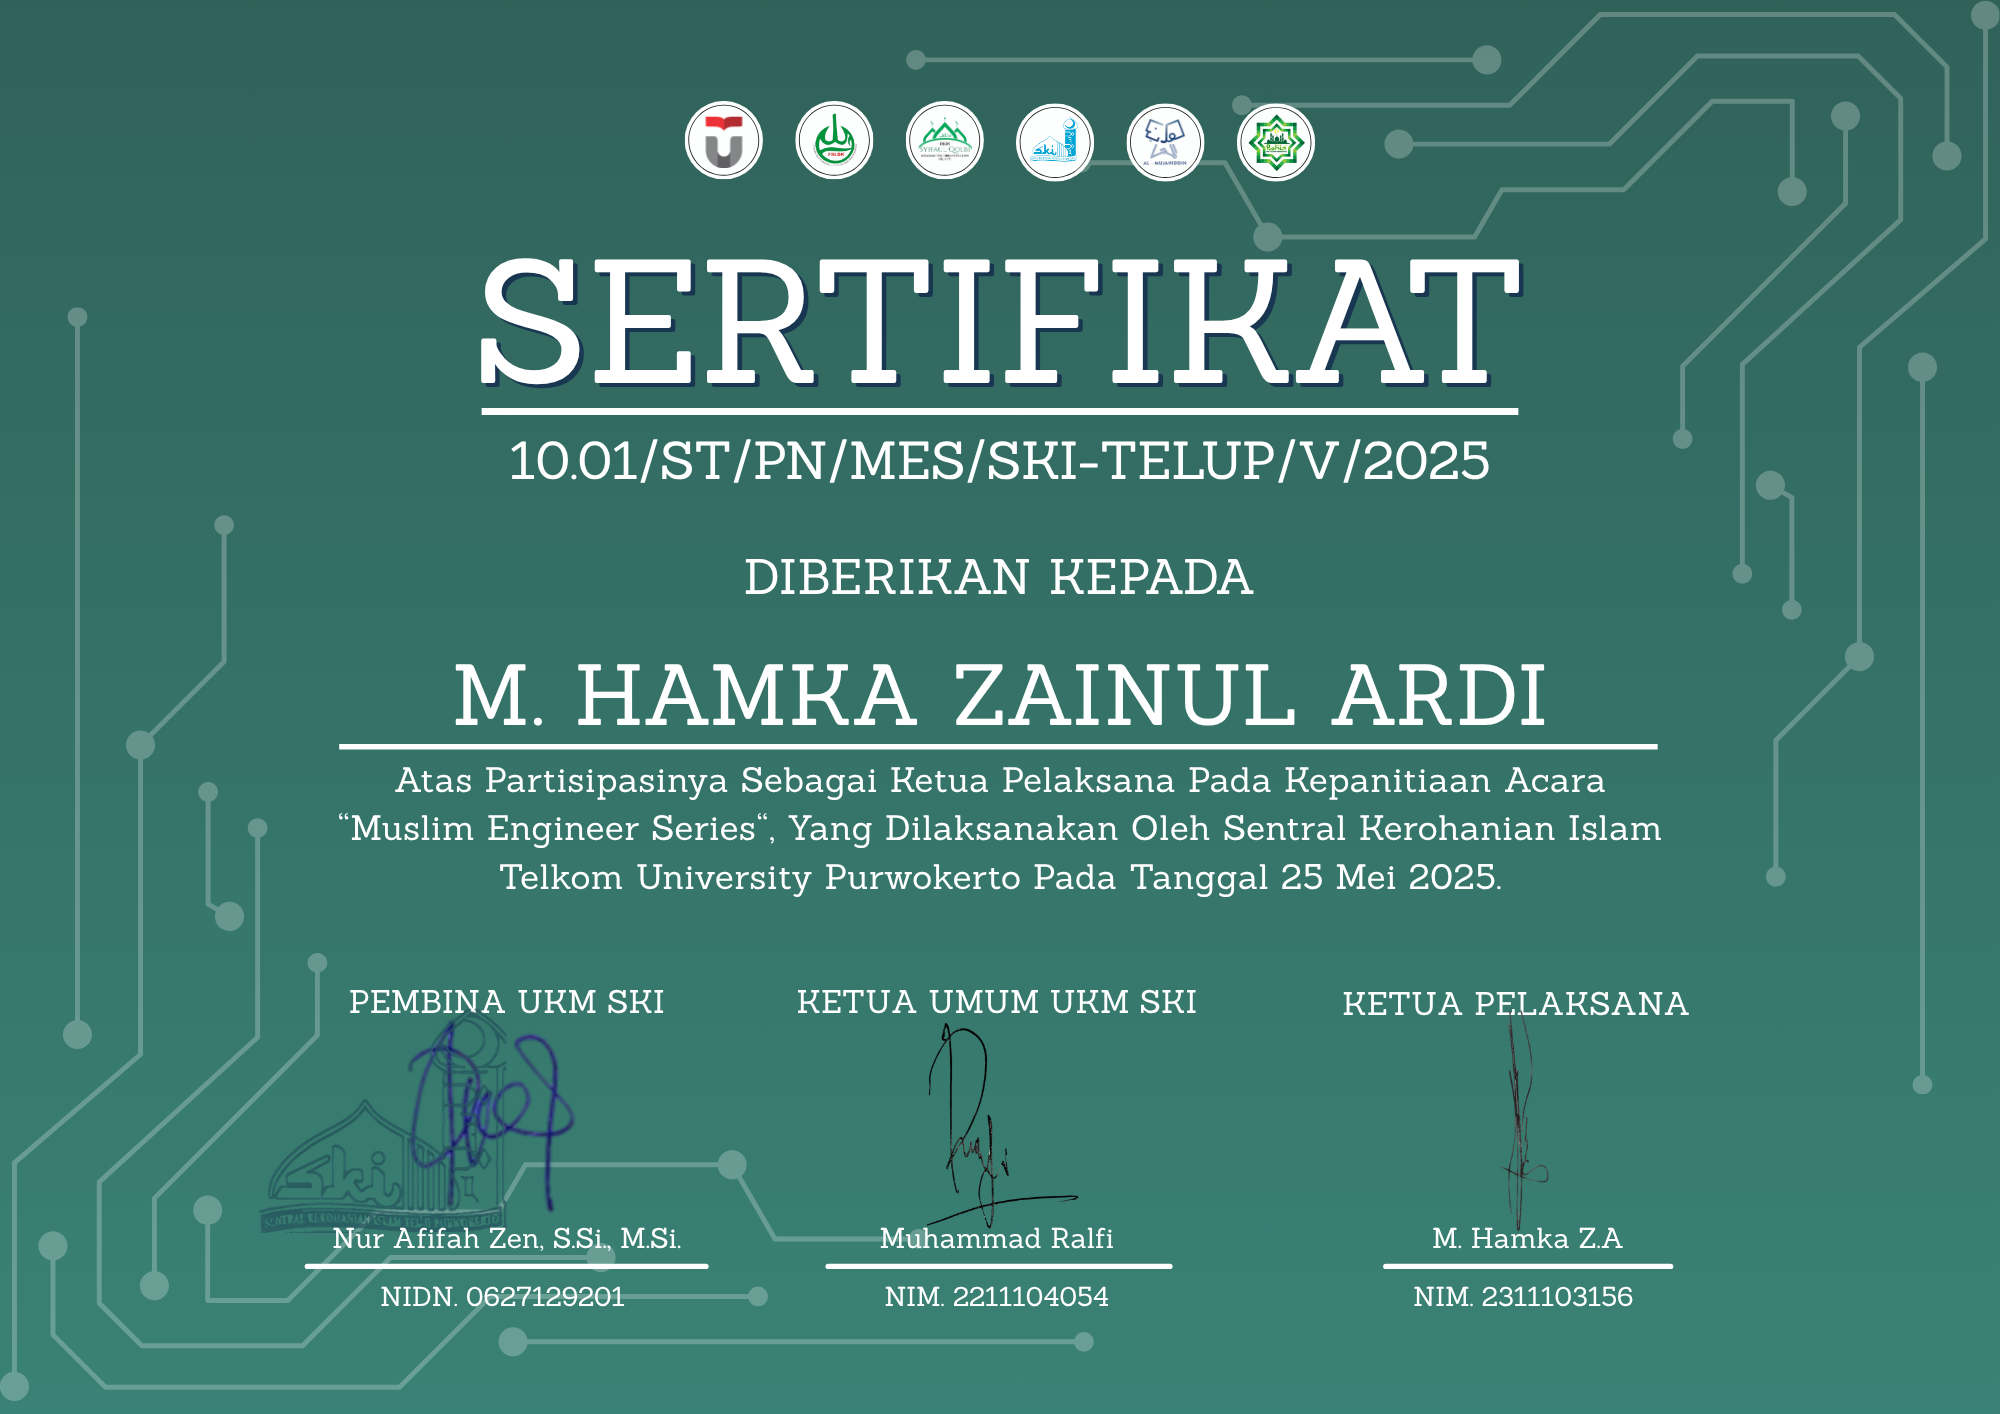 SERTIFIKAT
10.01/ST/PN/MES/SKI-TELUP/V/2025
DIBERIKAN KEPADA
M. HAMKA ZAINUL ARDI
Atas Partisipasinya Sebagai Ketua Pelaksana Pada Kepanitiaan Acara
“Muslim Engineer Series“, Yang Dilaksanakan Oleh Sentral Kerohanian Islam
Telkom University Purwokerto Pada Tanggal 25 Mei 2025.
PEMBINA UKM SKI
KETUA UMUM UKM SKI
KETUA PELAKSANA
ski
Nur Afifah Zen, S.Si., M.Si.
Muhammad Ralfi
M. Hamka Z.A
NIDN. 0627129201
NIM. 2211104054
NIM. 2311103156